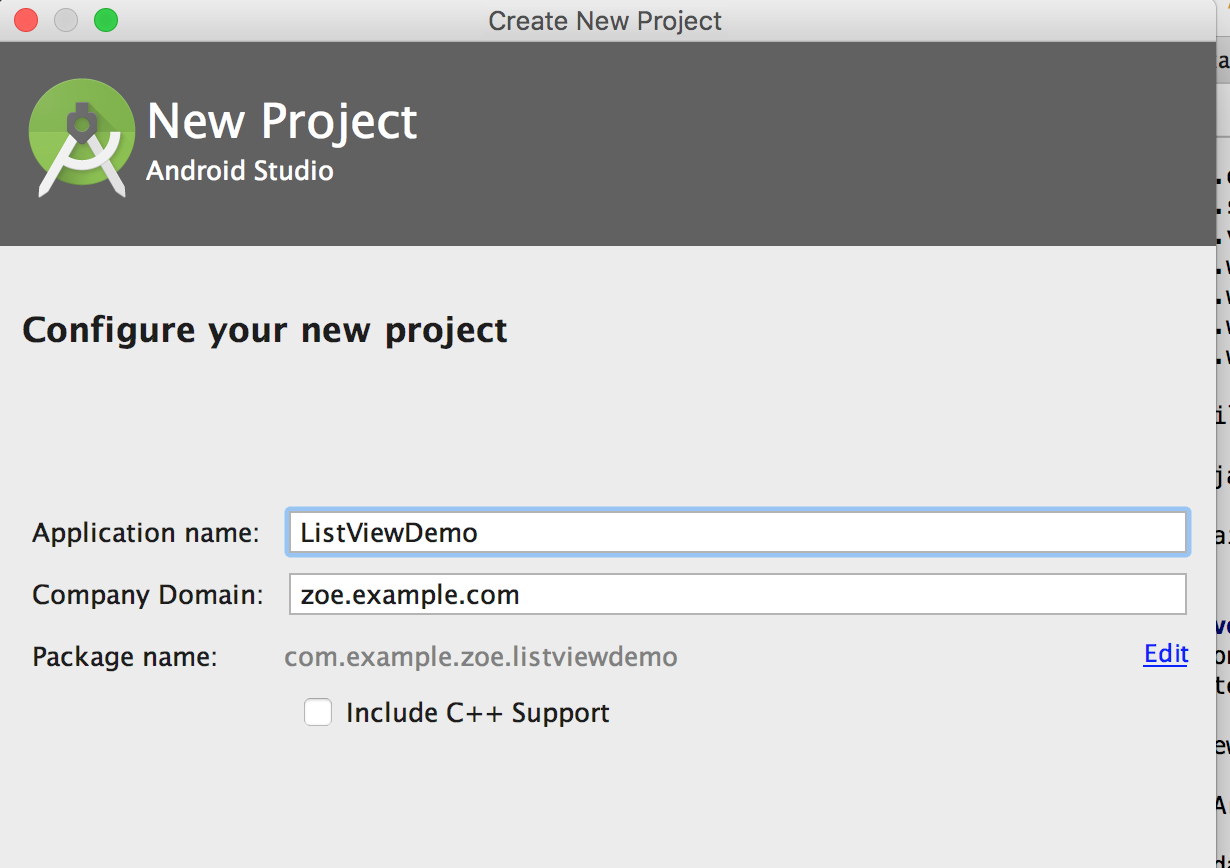 Create New Project
New Project
Android Studio
Configure your new project
Application name: ListViewDemo
Company Domain: zoe.example.com
Package name: com.example.zoe.listviewdemo Edit
Include C++ Support